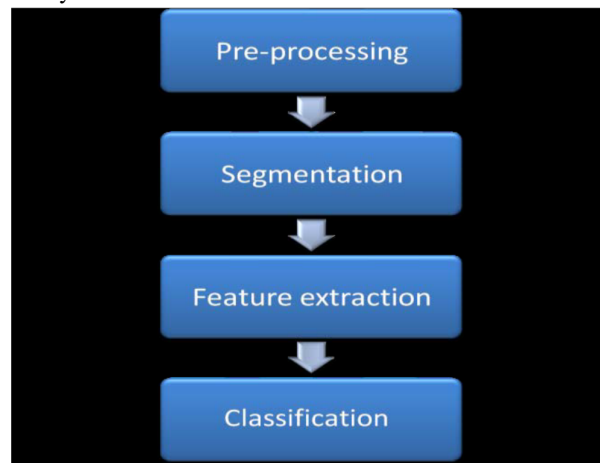 Pre-processing
Segmentation
Feature extraction
Classification